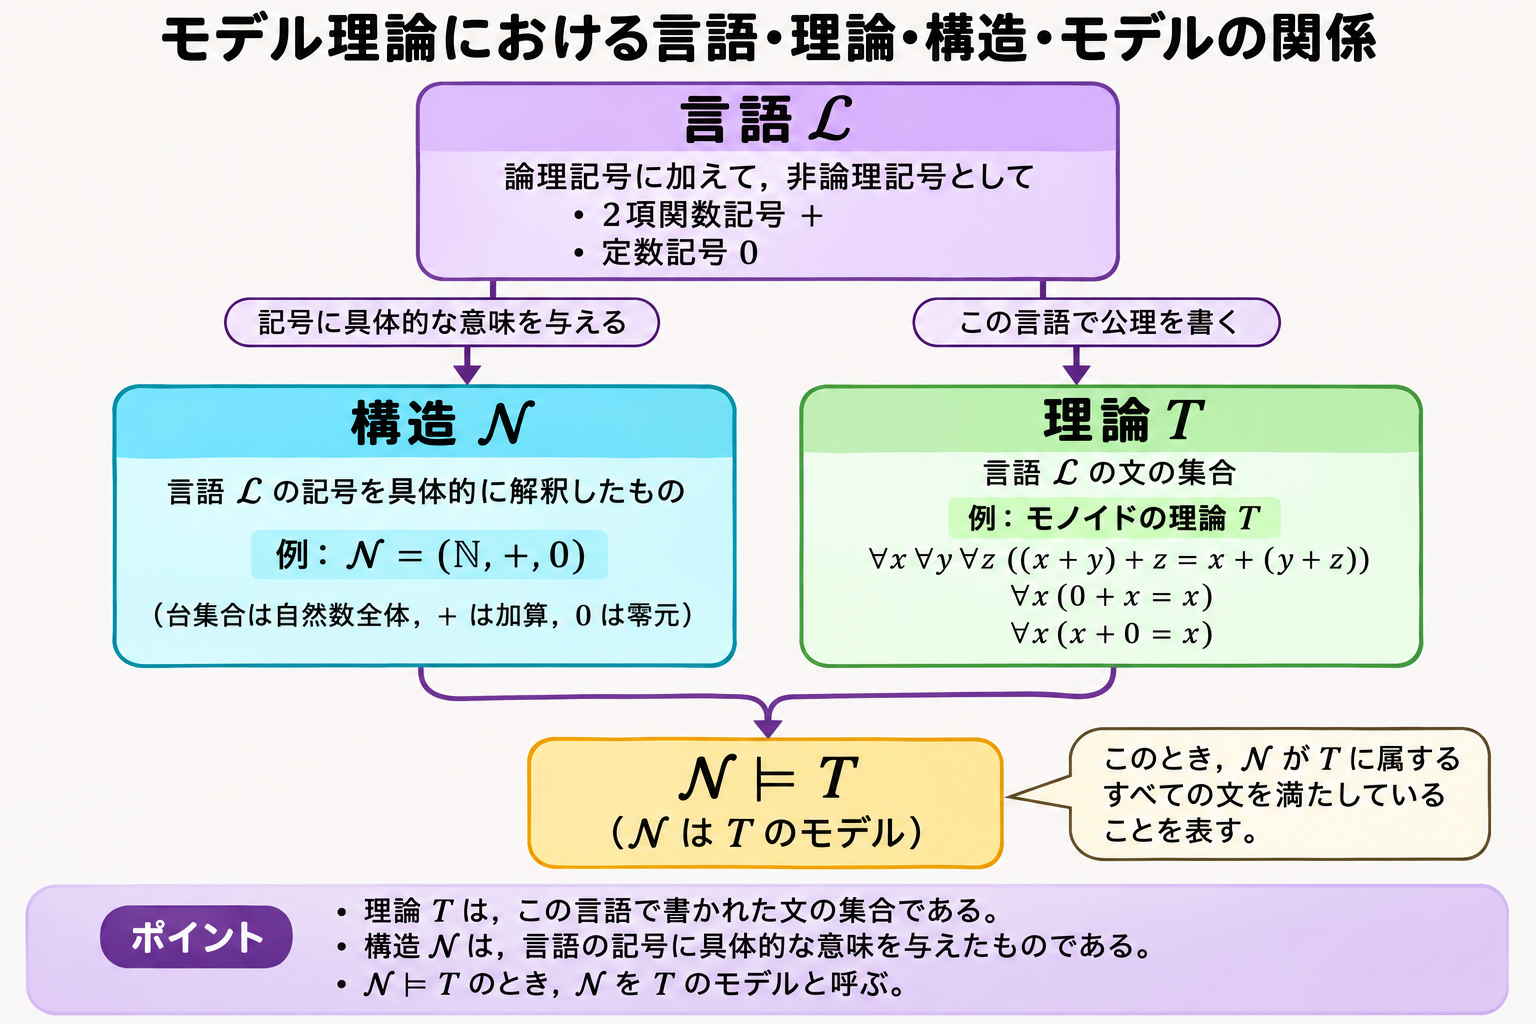 モデル理論における言語・理論・構造・モデルの関係
言語 ℒ
論理記号に加えて，非論理記号として
• 2項関数記号 +
• 定数記号 0
記号に具体的な意味を与える
この言語で公理を書く
構造 𝒩
言語 ℒ の記号を具体的に解釈したもの
例：𝒩 = (ℕ, +, 0)
（台集合は自然数全体，+ は加算，0 は零元）
理論 T
言語 ℒ の文の集合
例：モノイドの理論 T
∀x ∀y ∀z ((x + y) + z = x + (y + z))
∀x (0 + x = x)
∀x (x + 0 = x)
𝒩 ⊨ T
（𝒩 は T のモデル）
このとき，𝒩 が T に属する
すべての文を満たしている
ことを表す。
ポイント
• 理論 T は，この言語で書かれた文の集合である。
• 構造 𝒩 は，言語の記号に具体的な意味を与えたものである。
• 𝒩 ⊨ T のとき，𝒩 を T のモデルと呼ぶ。